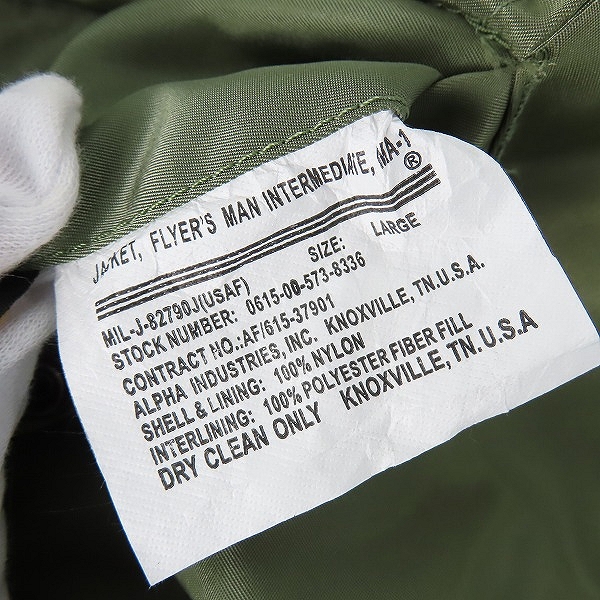 JACKET, FLYER'S MAN INTERMEDIATE, MA-1
®
MIL-J-82790J(USAF) SIZE: LARGE
STOCK NUMBER: 0615-00-573-8336
CONTRACT NO.:AF/615-37901
ALPHA INDUSTRIES, INC. KNOXVILLE, TN. U.S.A.
SHELL & LINING: 100% NYLON
INTERLINING: 100% POLYESTER FIBER FILL
DRY CLEAN ONLY KNOXVILLE, TN. U.S.A